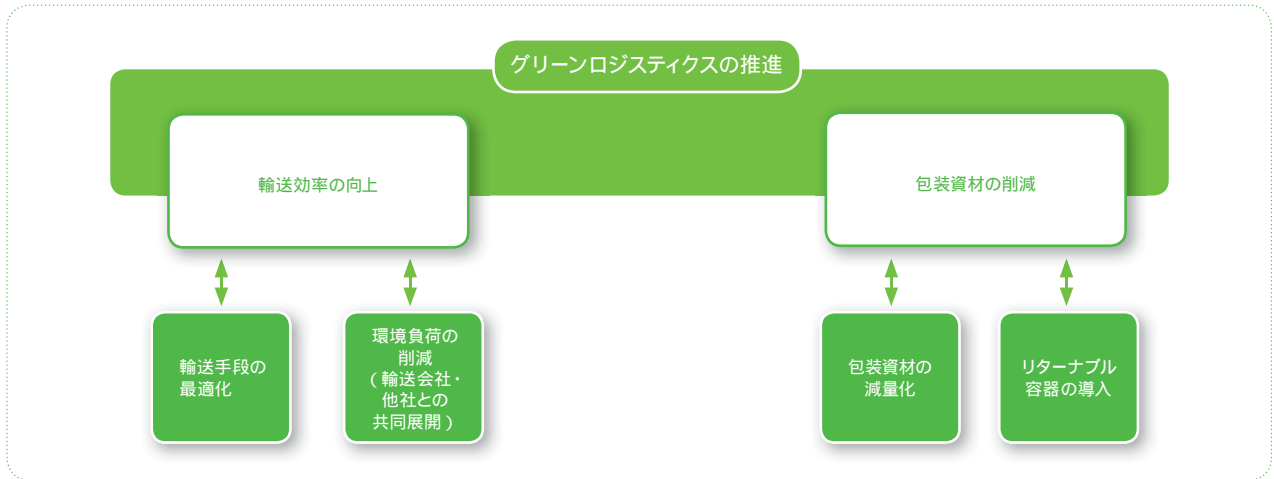 グリーンロジスティクスの推進
輸送効率の向上
包装資材の削減
輸送手段の
最適化
環境負荷の
削減
(輸送会社・
他社との
共同展開)
包装資材の
減量化
リターナブル
容器の導入